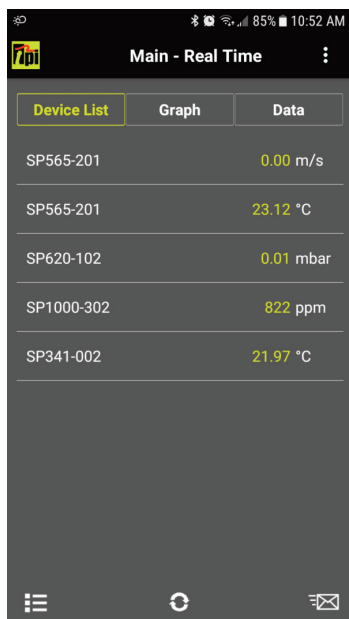 85% 10:52 AM
tpi Main - Real Time
Device List Graph Data
SP565-201 0.00 m/s
SP565-201 23.12 °C
SP620-102 0.01 mbar
SP1000-302 822 ppm
SP341-002 21.97 °C